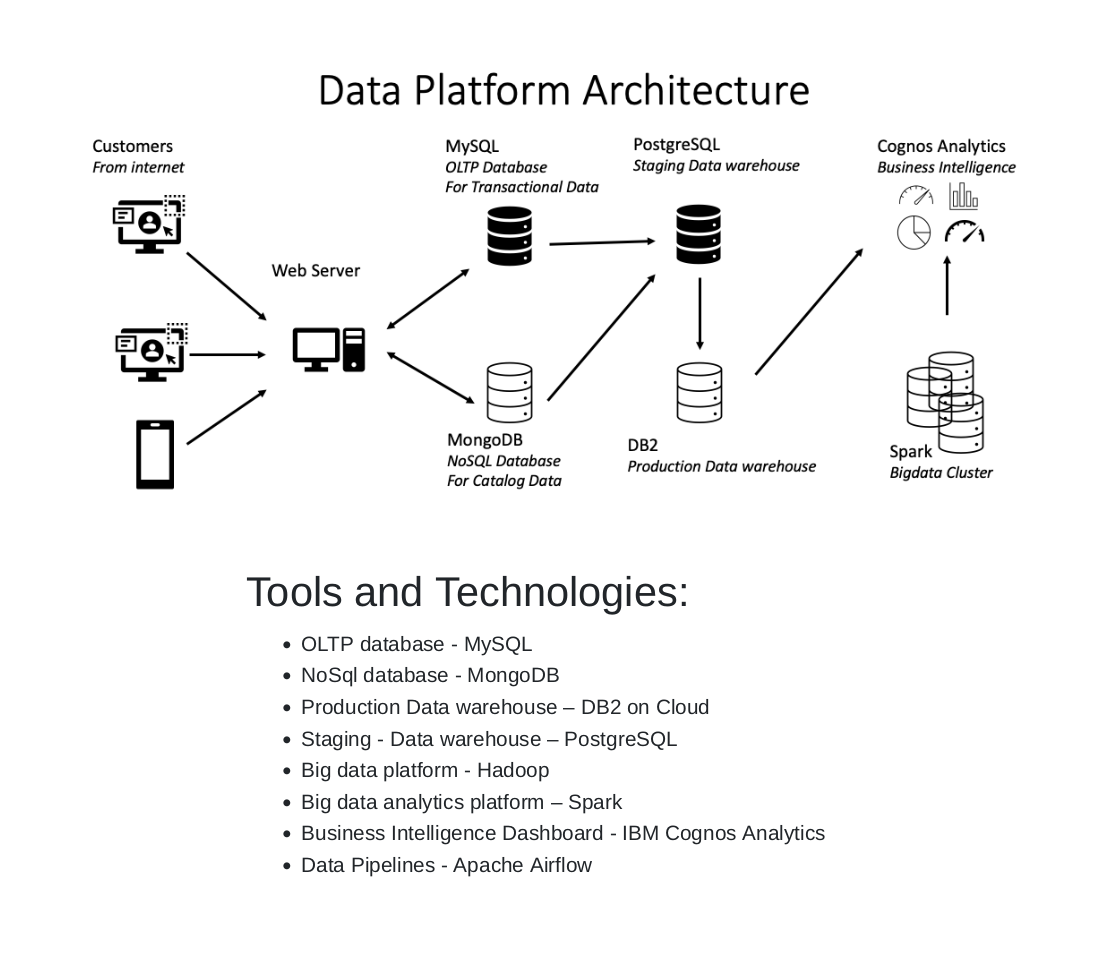 Data Platform Architecture
Customers
From internet
Web Server
MySQL
OLTP Database
For Transactional Data
MongoDB
NoSQL Database
For Catalog Data
PostgreSQL
Staging Data warehouse
DB2
Production Data warehouse
Cognos Analytics
Business Intelligence
Spark
Bigdata Cluster
Tools and Technologies:
• OLTP database - MySQL
• NoSql database - MongoDB
• Production Data warehouse – DB2 on Cloud
• Staging - Data warehouse – PostgreSQL
• Big data platform - Hadoop
• Big data analytics platform – Spark
• Business Intelligence Dashboard - IBM Cognos Analytics
• Data Pipelines - Apache Airflow